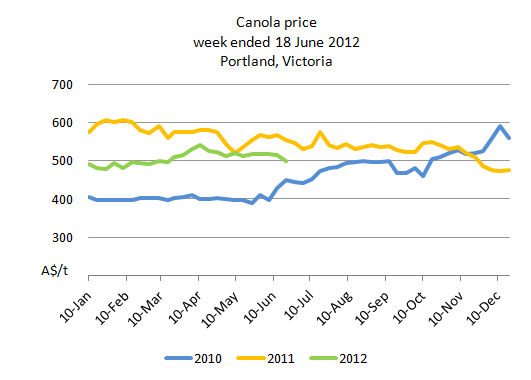 Canola price
week ended 18 June 2012
Portland, Victoria
700
600
500
400
300
A$/t
10-Jan
10-Feb
10-Mar
10-Apr
10-May
10-Jun
10-Jul
10-Aug
10-Sep
10-Oct
10-Nov
10-Dec
2010 2011 2012